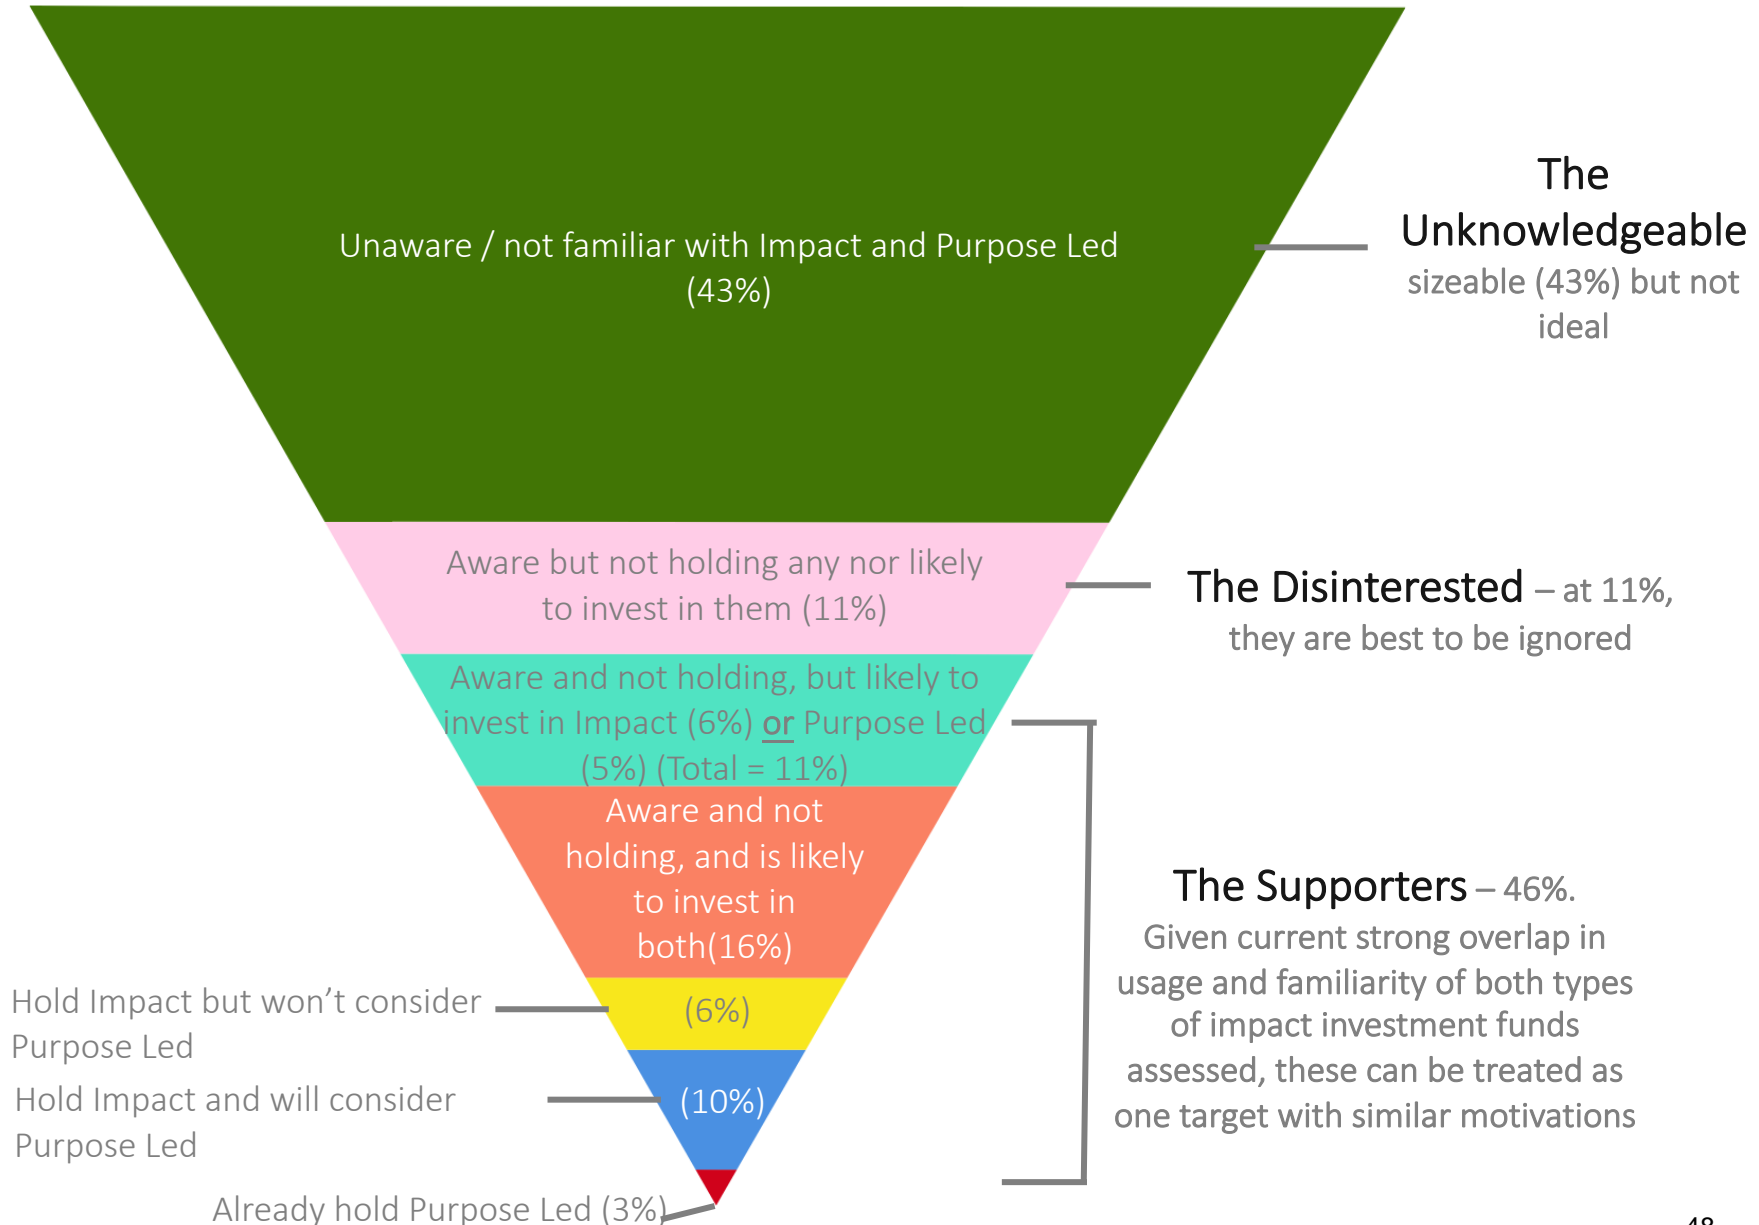 Unaware / not familiar with Impact and Purpose Led
(43%)
The
Unknowledgeable
sizeable (43%) but not
ideal
Aware but not holding any nor likely
to invest in them (11%)
The Disinterested – at 11%,
they are best to be ignored
Aware and not holding, but likely to
invest in Impact (6%) or Purpose Led
(5%) (Total = 11%)
Aware and not
holding, and is likely
to invest in
both(16%)
The Supporters – 46%.
Given current strong overlap in
usage and familiarity of both types
of impact investment funds
assessed, these can be treated as
one target with similar motivations
Hold Impact but won’t consider
Purpose Led
(6%)
Hold Impact and will consider
Purpose Led
(10%)
Already hold Purpose Led (3%)
48